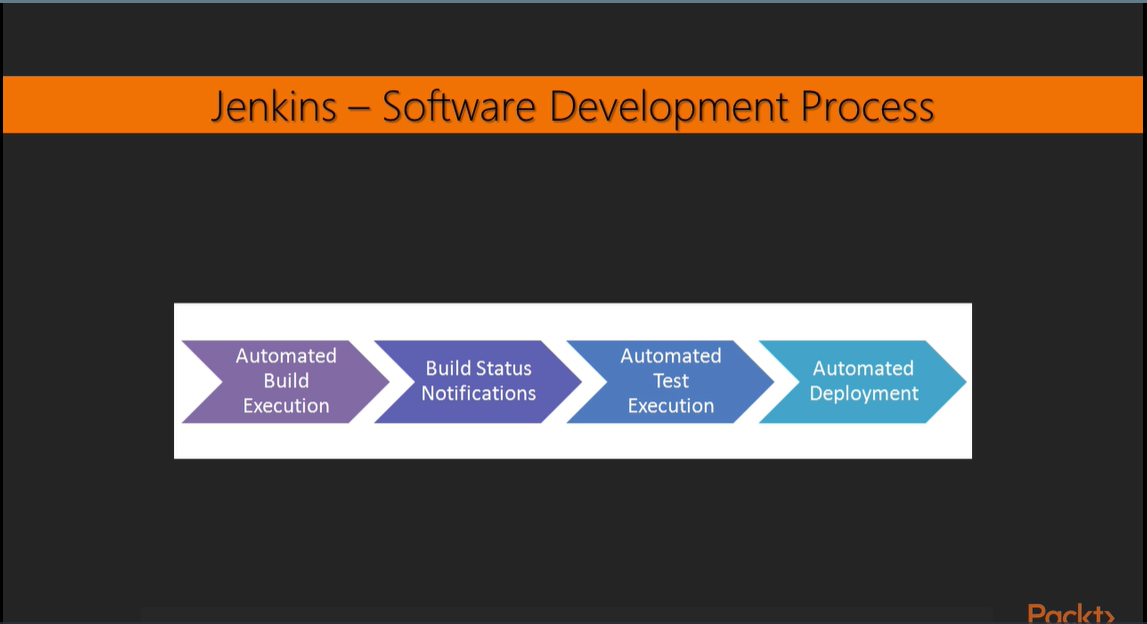 Jenkins – Software Development Process
Automated
Build
Execution
Build Status
Notifications
Automated
Test
Execution
Automated
Deployment
Packt>